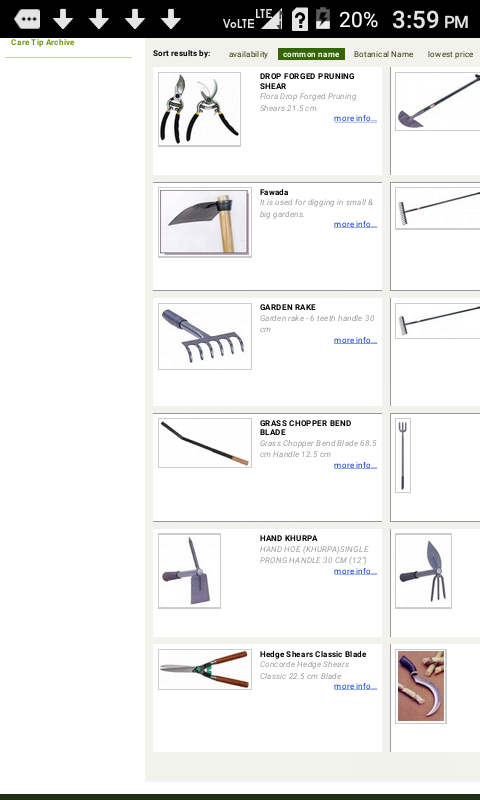 VoLTE LTE 20% 3:59 PM
Care Tip Archive
Sort results by: availability common name Botanical Name lowest price
DROP FORGED PRUNING
SHEAR
Flora Drop Forged Pruning
Shears 21.5 cm
more info...
Fawada
It is used for digging in small &
big gardens.
more info...
GARDEN RAKE
Garden rake - 6 teeth handle 30
cm
more info...
GRASS CHOPPER BEND
BLADE
Grass Chopper Bend Blade 68.5
cm Handle 12.5 cm
more info...
HAND KHURPA
HAND HOE (KHURPA)SINGLE
PRONG HANDLE 30 CM (12")
more info...
Hedge Shears Classic Blade
Concorde Hedge Shears
Classic 22.5 cm Blade
more info...